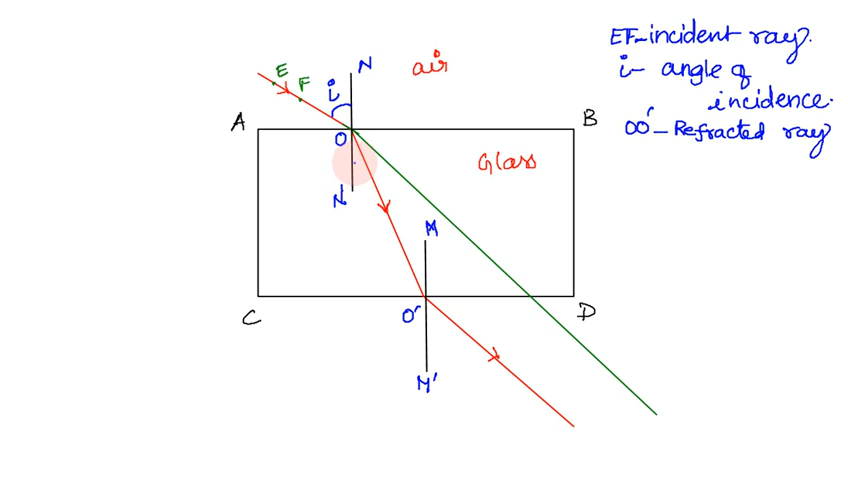 EF-incident ray.
i- angle of
incidence.
OO'- Refracted ray
air
N
E
F
i
A
B
O
Glass
N'
M
C
O'
D
M'